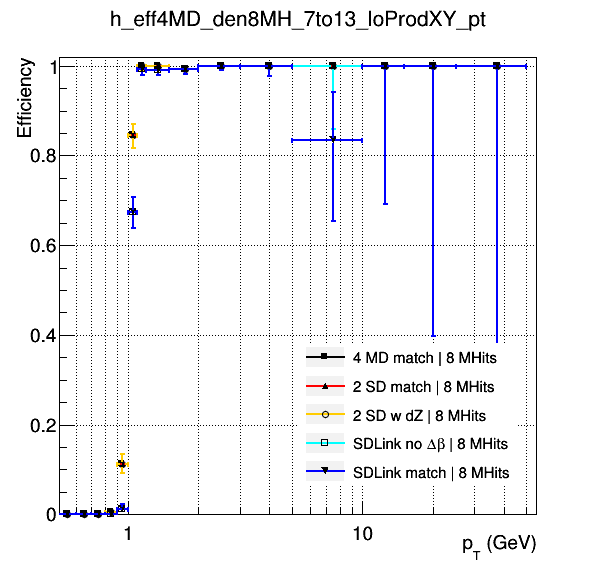 h_eff4MD_den8MH_7to13_loProdXY_pt
Efficiency
1
0.8
0.6
0.4
0.2
0
4 MD match | 8 MHits
2 SD match | 8 MHits
2 SD w dZ | 8 MHits
SDLink no Δβ | 8 MHits
SDLink match | 8 MHits
1 10
p_T (GeV)